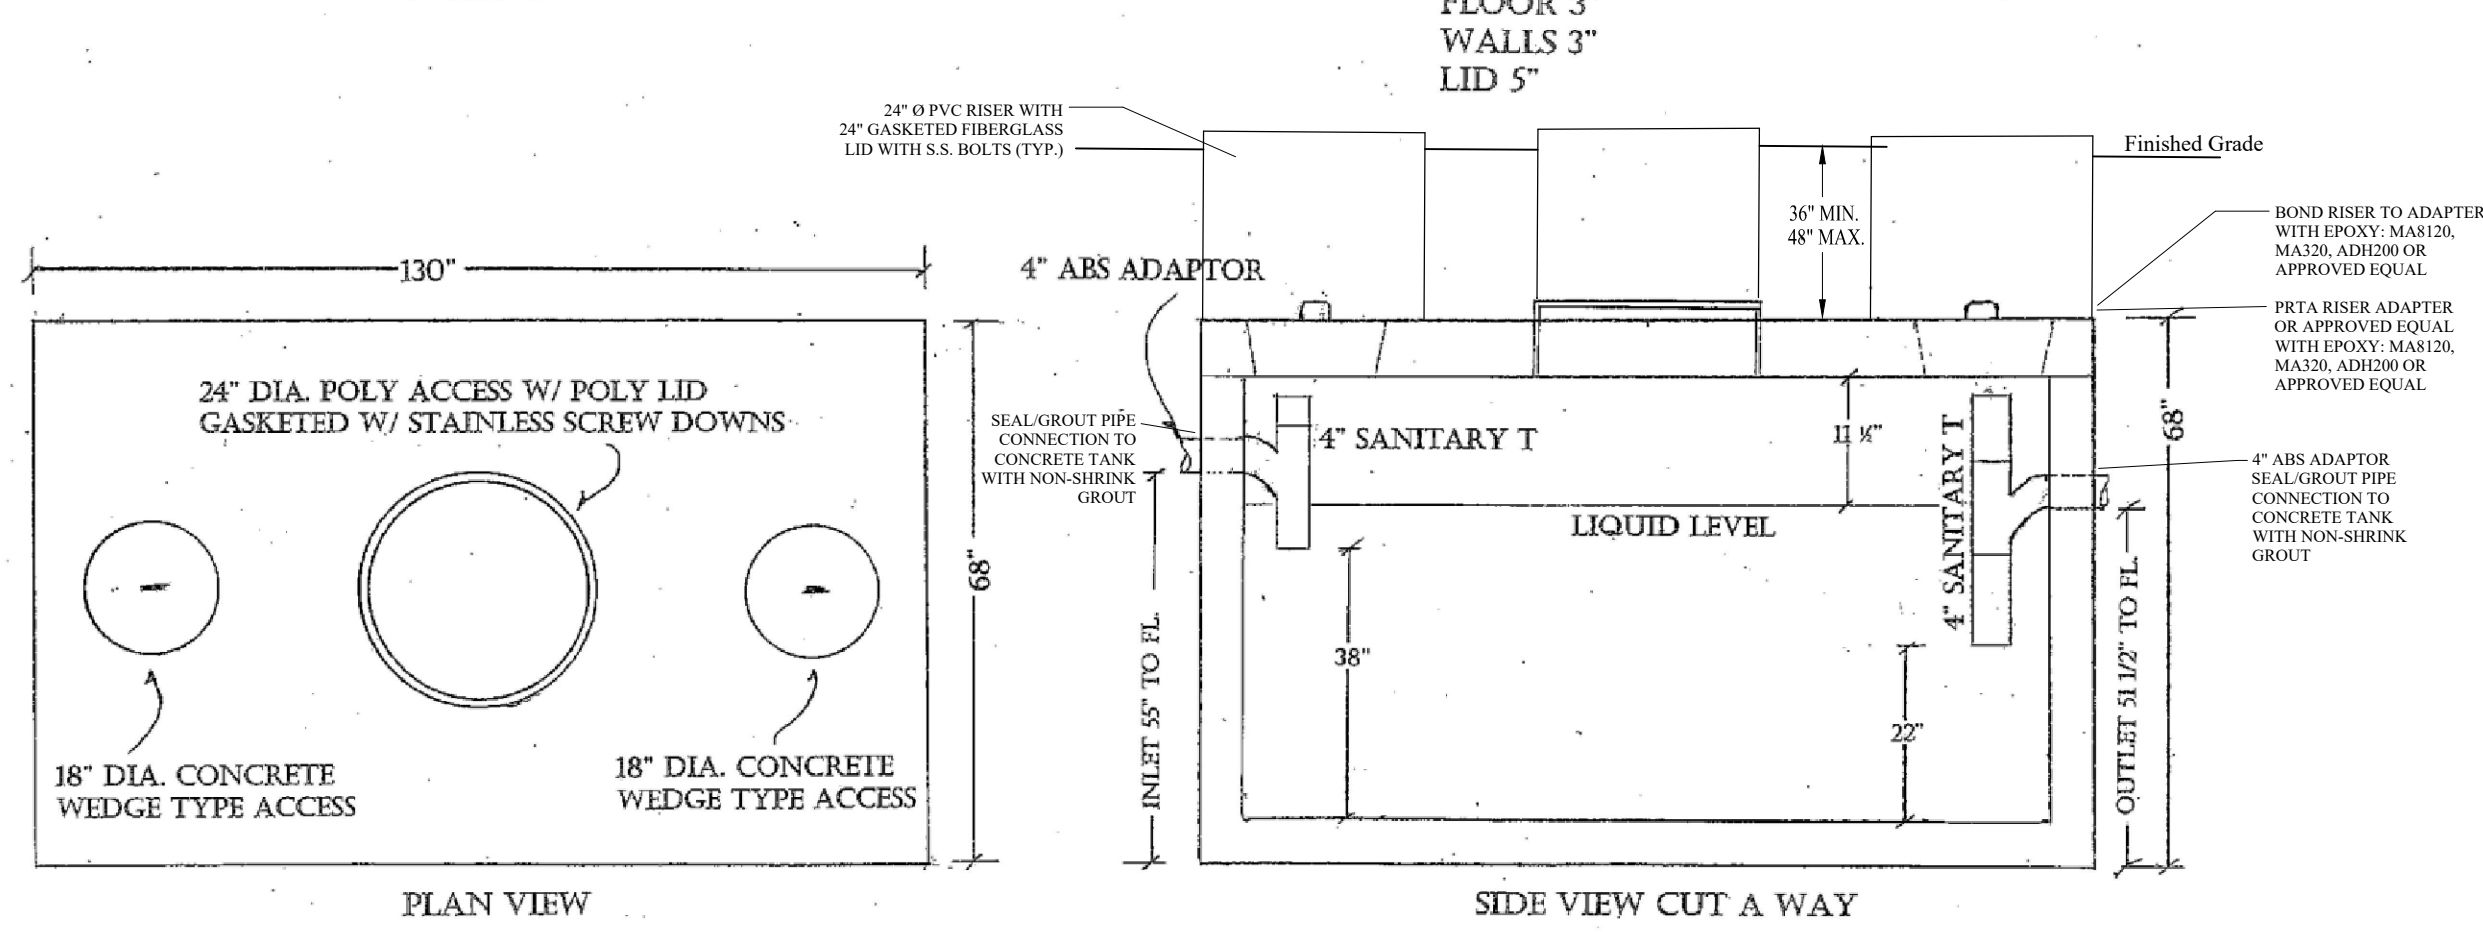 FLOOR 3"
WALLS 3"
LID 5"
24" Ø PVC RISER WITH
24" GASKETED FIBERGLASS
LID WITH S.S. BOLTS (TYP.)
Finished Grade
36" MIN.
48" MAX.
BOND RISER TO ADAPTER
WITH EPOXY: MA8120,
MA320, ADH200 OR
APPROVED EQUAL
130"
4" ABS ADAPTOR
PRTA RISER ADAPTER
OR APPROVED EQUAL
WITH EPOXY: MA8120,
MA320, ADH200 OR
APPROVED EQUAL
24" DIA. POLY ACCESS W/ POLY LID
GASKETED W/ STAINLESS SCREW DOWNS
68"
SEAL/GROUT PIPE
CONNECTION TO
CONCRETE TANK
WITH NON-SHRINK
GROUT
4" SANITARY T
11 ½"
4" SANITARY T
68"
4" ABS ADAPTOR
SEAL/GROUT PIPE
CONNECTION TO
CONCRETE TANK
WITH NON-SHRINK
GROUT
LIQUID LEVEL
INLET 55" TO FL.
38"
22"
OUTLET 51 1/2" TO FL.
18" DIA. CONCRETE
WEDGE TYPE ACCESS
18" DIA. CONCRETE
WEDGE TYPE ACCESS
PLAN VIEW
SIDE VIEW CUT A WAY